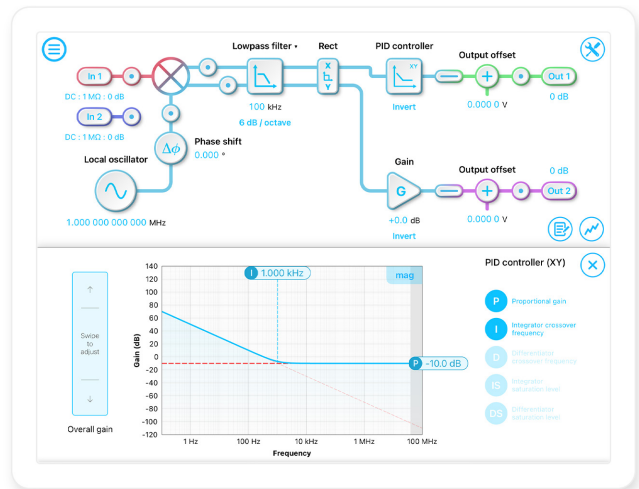 Lowpass filter ▾
Rect
PID controller
Output offset
In 1
X
Y
XY
Out 1
DC : 1 MΩ : 0 dB
100 kHz
Invert
0.000 0 V
0 dB
In 2
6 dB / octave
DC : 1 MΩ : 0 dB
Phase shift
Δϕ
0.000 °
Local oscillator
Gain
Output offset
0 dB
G
Out 2
1.000 000 000 000 MHz
+0.0 dB
0.000 0 V
Invert
PID controller (XY)
Swipe
to
adjust
Overall gain
Gain (dB)
140
120
100
80
60
40
20
0
-20
-40
-60
-80
-100
-120
I 1.000 kHz
mag
P -10.0 dB
1 Hz
100 Hz
10 kHz
1 MHz
100 MHz
Frequency
P Proportional gain
I Integrator crossover
frequency
D Differentiator
crossover frequency
IS Integrator
saturation level
DS Differentiator
saturation level